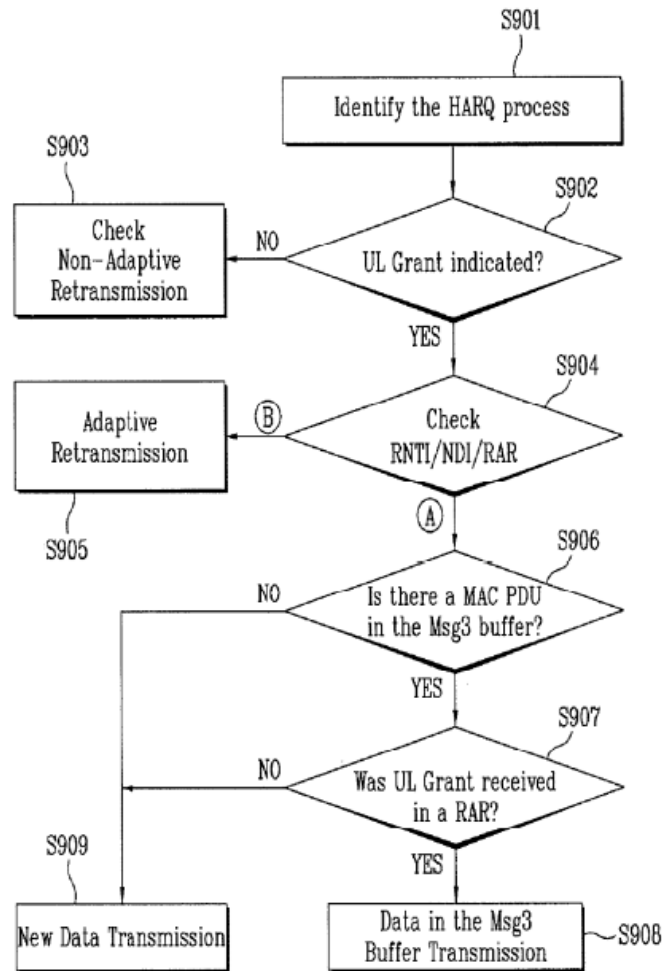 S901
Identify the HARQ process
S903
S902
Check
Non-Adaptive
Retransmission
NO
UL Grant indicated?
YES
S904
Adaptive
Retransmission
B
Check
RNTI/NDI/RAR
S905
A
S906
NO
Is there a MAC PDU
in the Msg3 buffer?
YES
S907
NO
Was UL Grant received
in a RAR?
S909
YES
New Data Transmission
Data in the Msg3
Buffer Transmission
S908